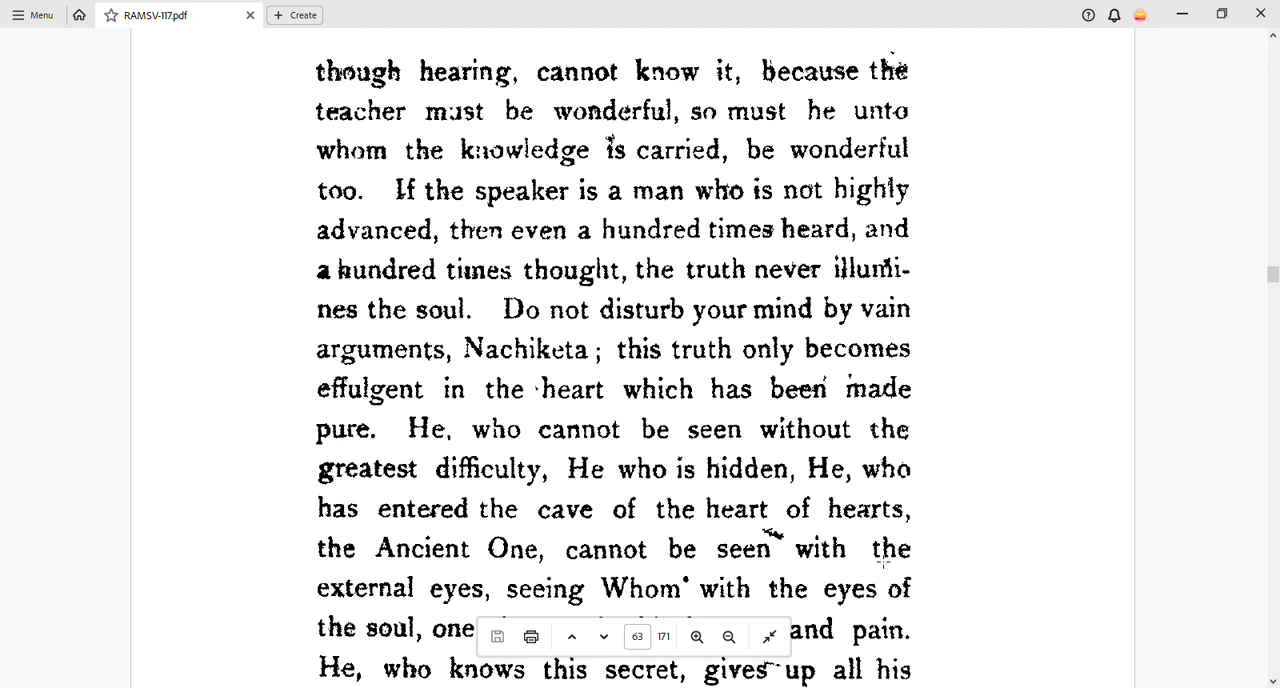 Menu
RAMSV-117.pdf
Create
though hearing, cannot know it, because the
teacher must be wonderful, so must he unto
whom the knowledge is carried, be wonderful
too. If the speaker is a man who is not highly
advanced, then even a hundred times heard, and
a hundred times thought, the truth never illumi-
nes the soul. Do not disturb your mind by vain
arguments, Nachiketa; this truth only becomes
effulgent in the heart which has been made
pure. He, who cannot be seen without the
greatest difficulty, He who is hidden, He, who
has entered the cave of the heart of hearts,
the Ancient One, cannot be seen with the
external eyes, seeing Whom with the eyes of
the soul, one and pain.
63 171
He, who knows this secret, gives up all his